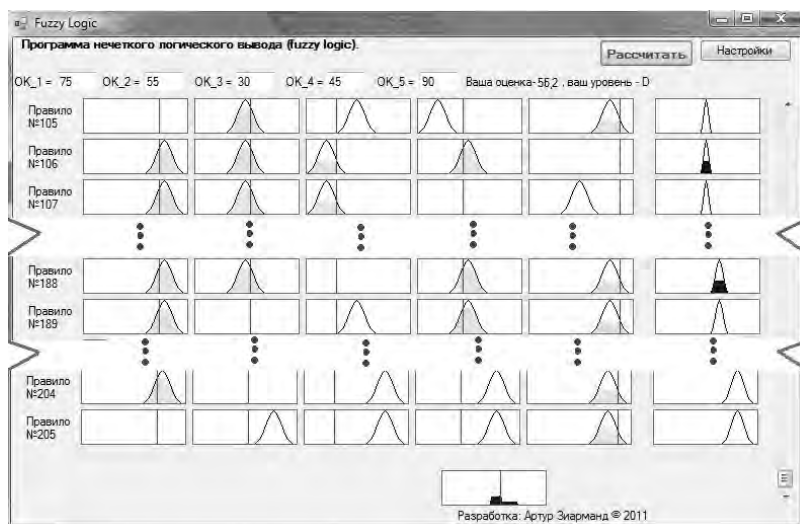 Fuzzy Logic
Программа нечеткого логического вывода (fuzzy logic).
Рассчитать
Настройки
OK_1 = 75 OK_2 = 55 OK_3 = 30 OK_4 = 45 OK_5 = 90 Ваша оценка-56,2 , ваш уровень - D
Правило
№105
Правило
№106
Правило
№107
Правило
№188
Правило
№189
Правило
№204
Правило
№205
Разработка: Артур Зиарманд © 2011